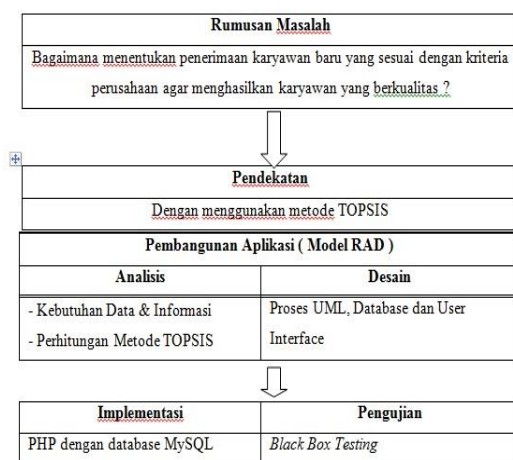 Rumusan Masalah
Bagaimana menentukan penerimaan karyawan baru yang sesuai dengan kriteria
perusahaan agar menghasilkan karyawan yang berkualitas ?
Pendekatan
Dengan menggunakan metode TOPSIS
Pembangunan Aplikasi ( Model RAD )
Analisis
- Kebutuhan Data & Informasi
- Perhitungan Metode TOPSIS
Desain
Proses UML, Database dan User
Interface
Implementasi
PHP dengan database MySQL
Pengujian
Black Box Testing